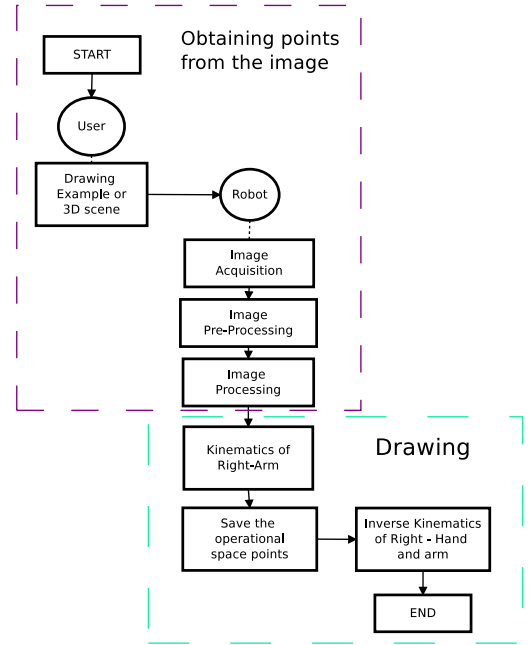 Obtaining points
from the image
START
User
Drawing
Example or
3D scene
Robot
Image
Acquisition
Image
Pre-Processing
Image
Processing
Kinematics of
Right-Arm
Drawing
Save the
operational
space points
Inverse Kinematics
of Right - Hand
and arm
END